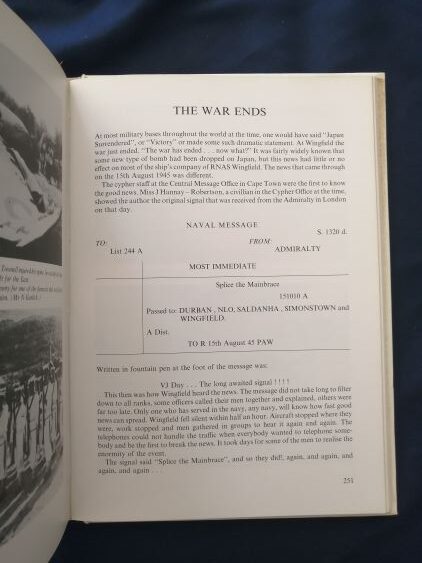 THE WAR ENDS
At most military bases throughout the world at the time, one would have said "Japan
Surrendered", or "Victory" or made some such dramatic statement. At Wingfield the
war just ended. "The war has ended . . . now what?" It was fairly widely known that
some new type of bomb had been dropped on Japan, but this news had little or no
effect on most of the ship's company of RNAS Wingfield. The news that came through
on the 15th August 1945 was different.
The cypher staff at the Central Message Office in Cape Town were the first to know
the good news. Miss J Hannay – Robertson, a civilian in the Cypher Office at the time,
showed the author the original signal that was received from the Admiralty in London
on that day.
NAVAL MESSAGE
S. 1320 d.
TO: FROM
List 244 A ADMIRALTY
MOST IMMEDIATE
Splice the Mainbrace
151010 A
Passed to: DURBAN, NLO, SALDANHA, SIMONSTOWN and
WINGFIELD.
A Dist.
TO R 15th August 45 PAW
Written in fountain pen at the foot of the message was:
VJ Day . . . The long awaited signal ! ! ! !
This then was how Wingfield heard the news. The message did not take long to filter
down to all ranks, some officers called their men together and explained, others were
far too late. Only one who has served in the navy, any navy, will know how fast good
news can spread. Wingfield fell silent within half an hour. Aircraft stopped where they
were, work stopped and men gathered in groups to hear it again end again. The
telephones could not handle the traffic when everybody wanted to telephone some-
body and be the first to break the news. It took days for some of the men to realise the
enormity of the event.
The signal said "Splice the Mainbrace", and so they did!, again, and again, and
again, and again . . .
251